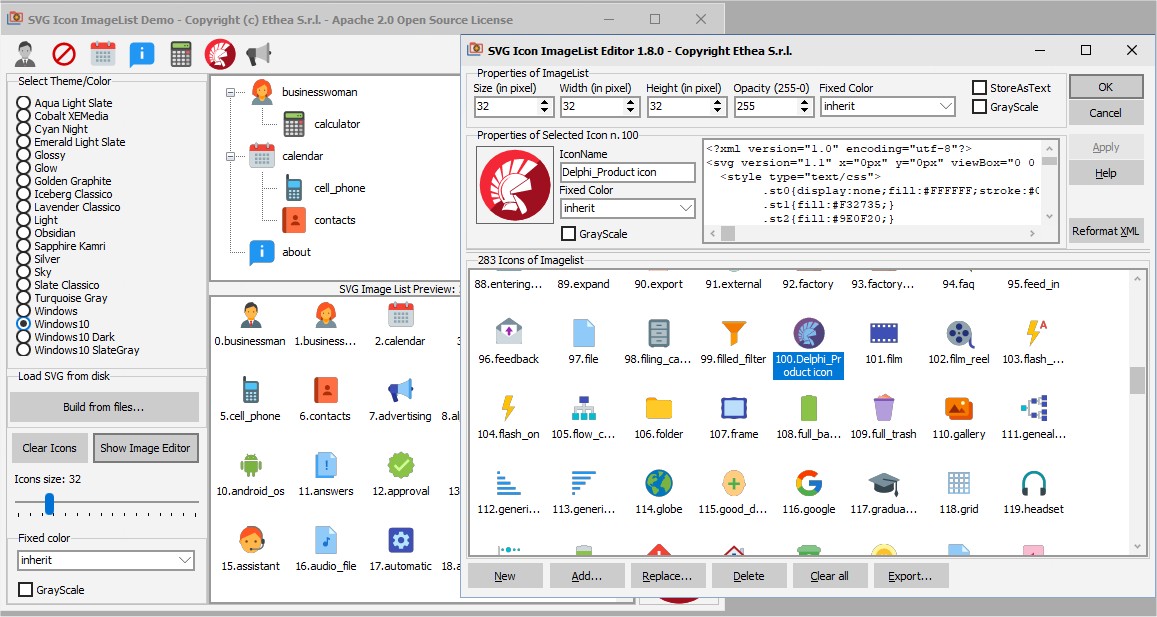 SVG Icon ImageList Demo - Copyright (c) Ethea S.r.l. - Apache 2.0 Open Source License
Select Theme/Color
Aqua Light Slate
Cobalt XEMedia
Cyan Night
Emerald Light Slate
Glossy
Glow
Golden Graphite
Iceberg Classico
Lavender Classico
Light
Obsidian
Sapphire Kamri
Silver
Sky
Slate Classico
Turquoise Gray
Windows
Windows10
Windows10 Dark
Windows10 SlateGray
Load SVG from disk
Build from files...
Clear Icons
Show Image Editor
Icons size: 32
Fixed color
inherit
GrayScale
businesswoman
calculator
calendar
cell_phone
contacts
about
SVG Image List Preview:
0.businessman
1.business...
2.calendar
5.cell_phone
6.contacts
7.advertising
8.al
10.android_os
11.answers
12.approval
13
15.assistant
16.audio_file
17.automatic
18.a
SVG Icon ImageList Editor 1.8.0 - Copyright Ethea S.r.l.
Properties of ImageList
Size (in pixel)
Width (in pixel)
Height (in pixel)
Opacity (255-0)
Fixed Color
32
32
32
255
inherit
StoreAsText
GrayScale
OK
Cancel
Apply
Help
Reformat XML
Properties of Selected Icon n.100
IconName
Delphi_Product icon
Fixed Color
inherit
GrayScale
<?xml version="1.0" encoding="utf-8"?>
<svg version="1.1" x="0px" y="0px" viewBox="0 0
<style type="text/css">
.st0{display:none;fill:#FFFFFF;stroke:#0
.st1{fill:#F32735;}
.st2{fill:#9E0F20;}
283 Icons of Imagelist
88.entering...
89.expand
90.export
91.external
92.factory
93.factory...
94.faq
95.feed_in
96.feedback
97.file
98.filing_ca...
99.filled_filter
100.Delphi_Pr
oduct icon
101.film
102.film_reel
103.flash_...
104.flash_on
105.flow_c...
106.folder
107.frame
108.full_ba...
109.full_trash
110.gallery
111.geneal...
112.generi...
113.generi...
114.globe
115.good_d...
116.google
117.gradua...
118.grid
119.headset
New
Add...
Replace...
Delete
Clear all
Export...